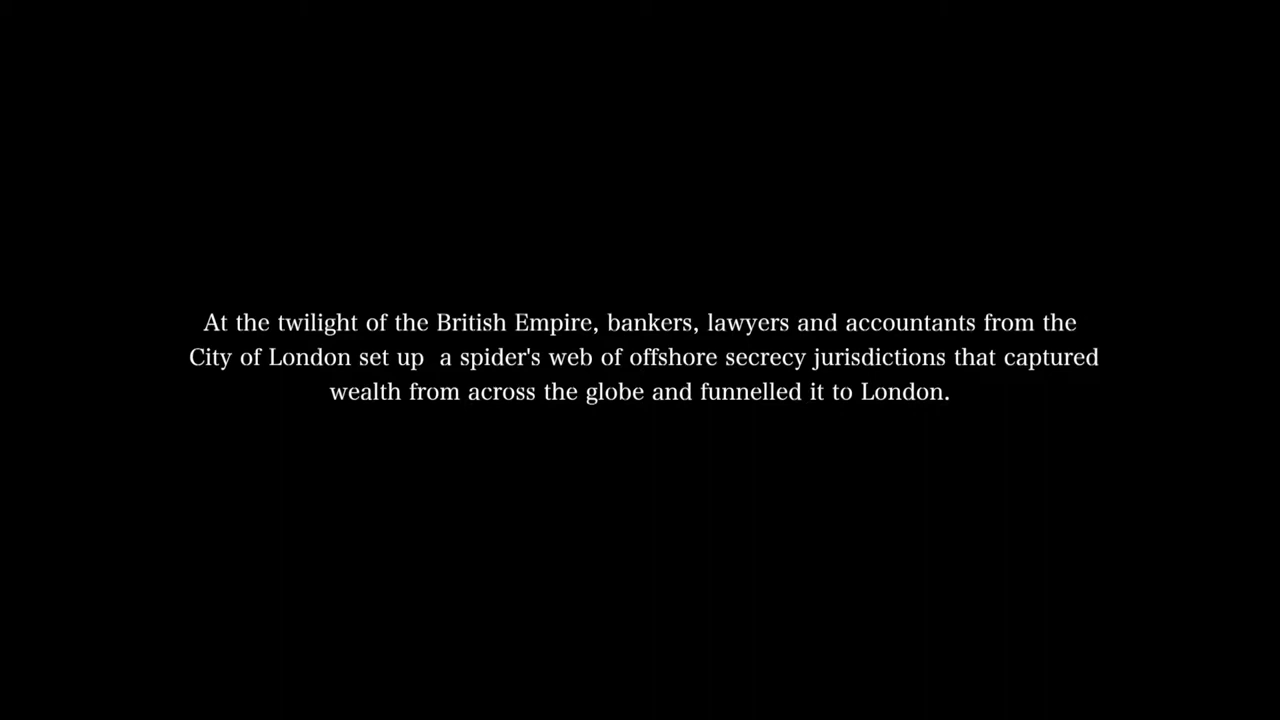 At the twilight of the British Empire, bankers, lawyers and accountants from the
City of London set up  a spider's web of offshore secrecy jurisdictions that captured
wealth from across the globe and funnelled it to London.